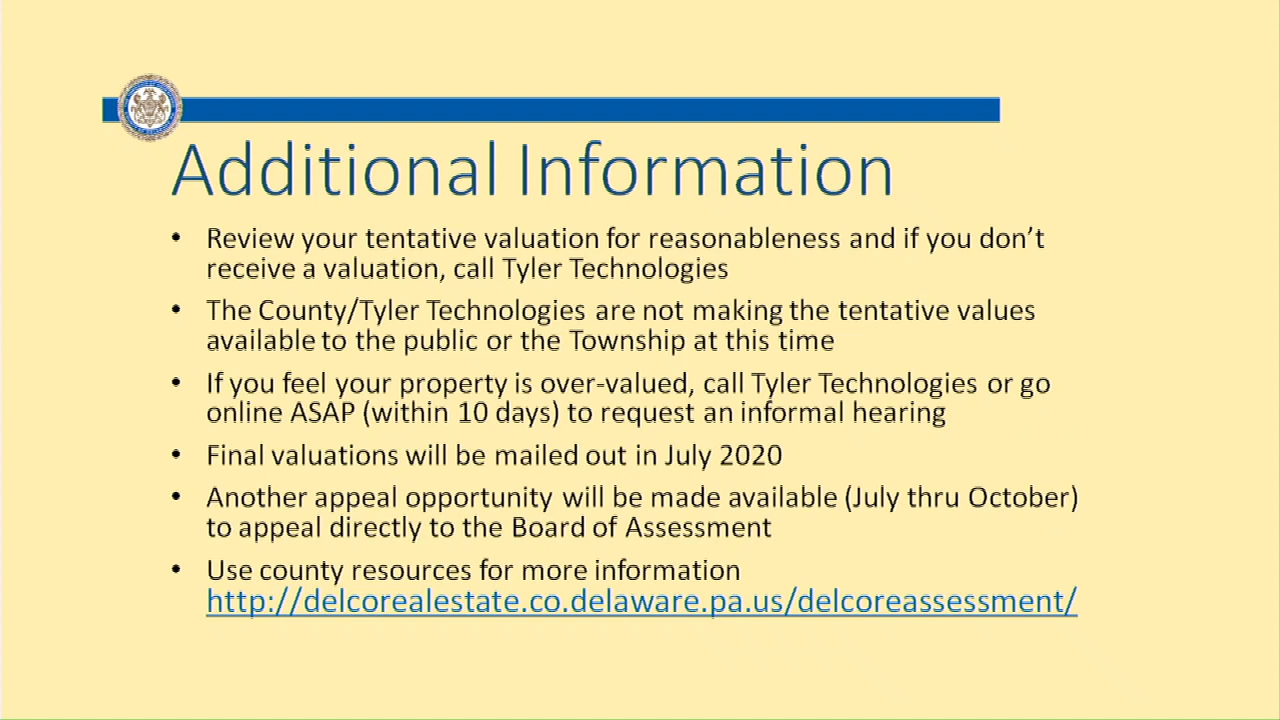 Additional Information
• Review your tentative valuation for reasonableness and if you don't
receive a valuation, call Tyler Technologies
• The County/Tyler Technologies are not making the tentative values
available to the public or the Township at this time
• If you feel your property is over-valued, call Tyler Technologies or go
online ASAP (within 10 days) to request an informal hearing
• Final valuations will be mailed out in July 2020
• Another appeal opportunity will be made available (July thru October)
to appeal directly to the Board of Assessment
• Use county resources for more information
http://delcorealestate.co.delaware.pa.us/delcoreassessment/